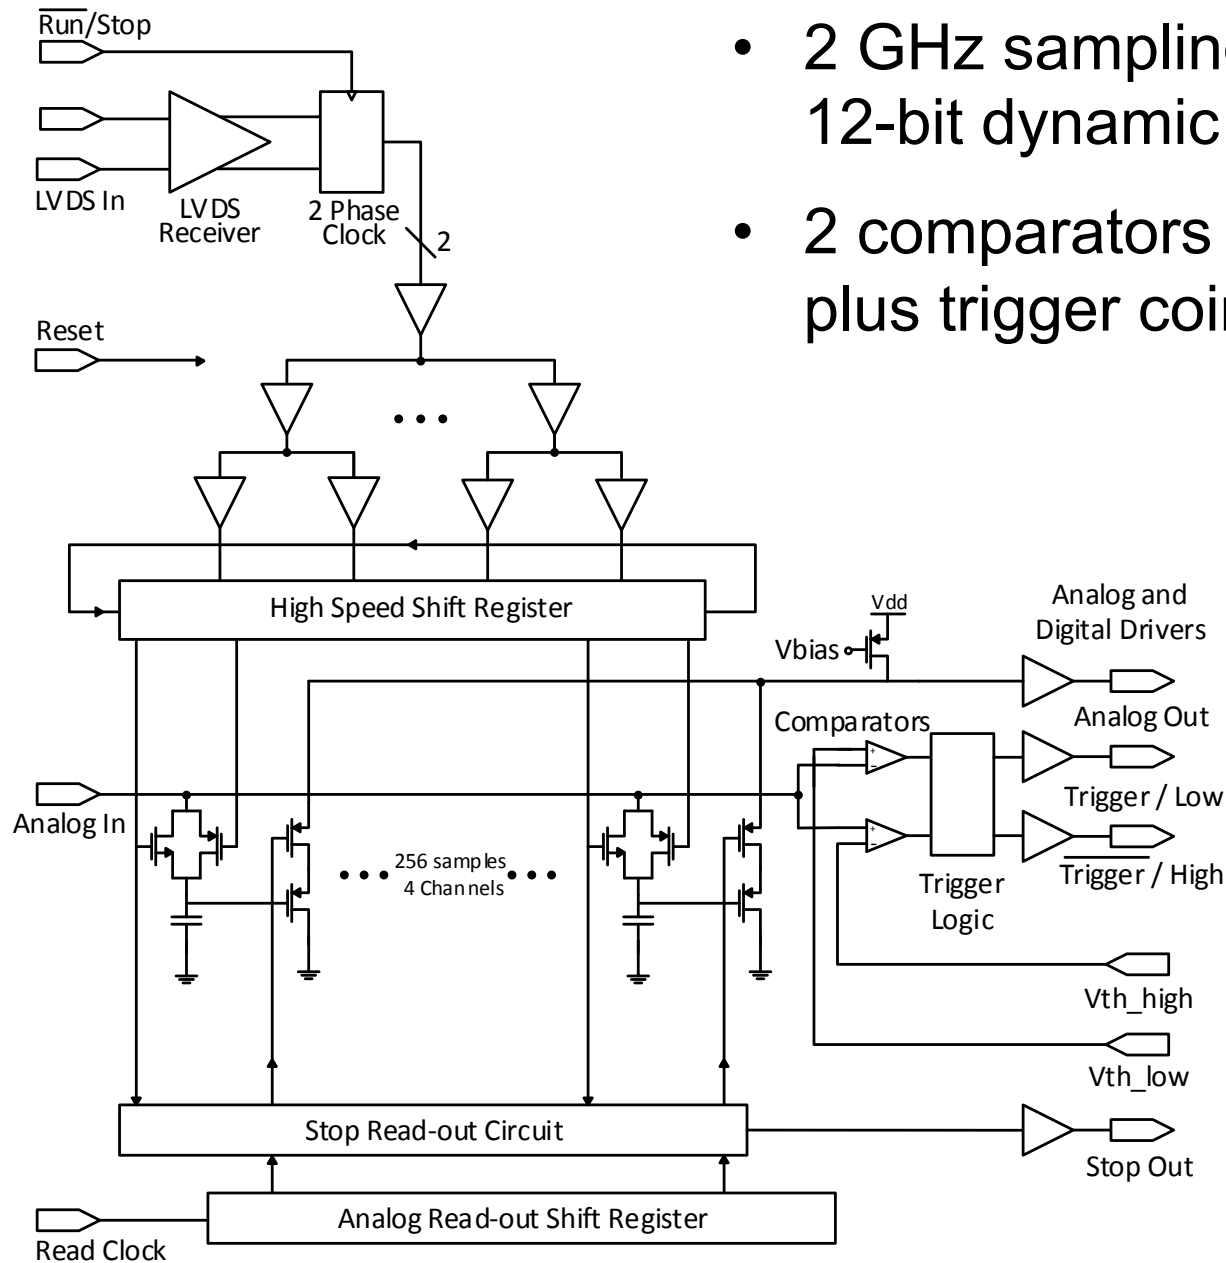 Run/Stop
LVDS In
LVDS
Receiver
2 Phase
Clock
2
• 2 GHz sampling
12-bit dynamic
• 2 comparators
plus trigger coin
Reset
High Speed Shift Register
Vdd
Vbias
Analog and
Digital Drivers
Analog Out
Comparators
+
−
+
−
Trigger / Low
Trigger / High
Trigger
Logic
Analog In
256 samples
4 Channels
Vth_high
Vth_low
Stop Read-out Circuit
Stop Out
Analog Read-out Shift Register
Read Clock